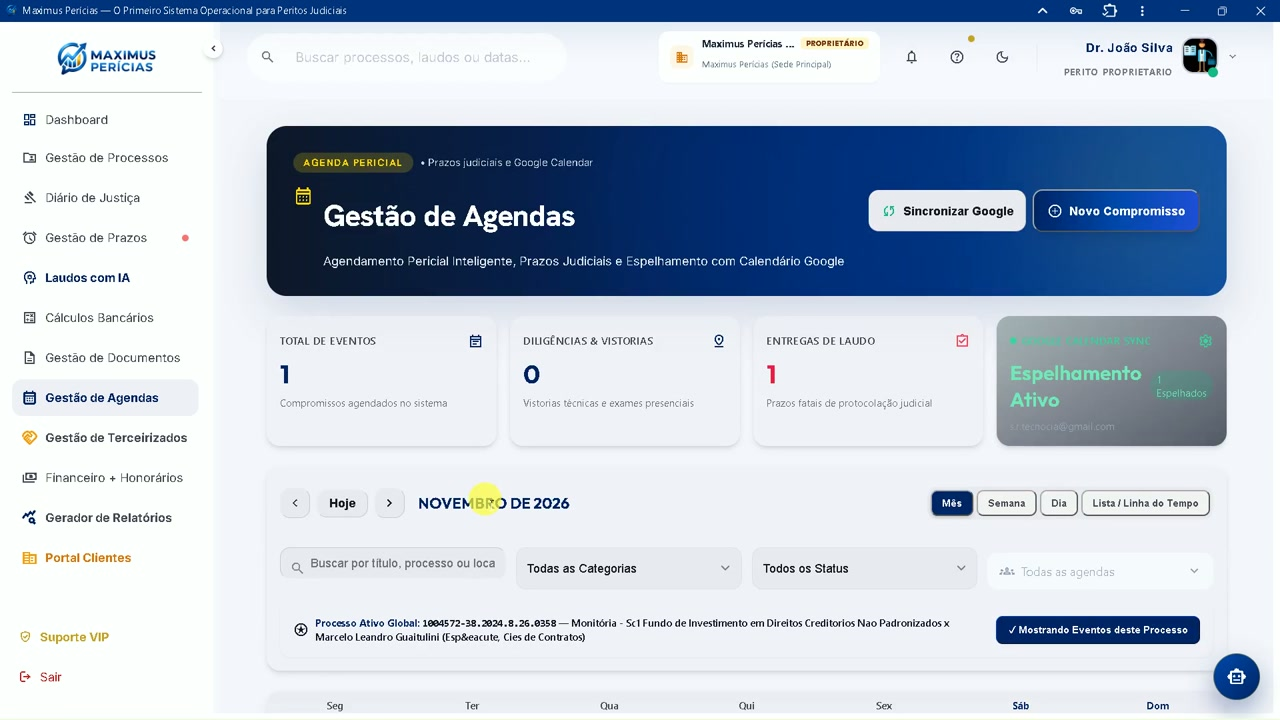 Maximus Perícias — O Primeiro Sistema Operacional para Peritos Judiciais
MAXIMUS
PERÍCIAS
Buscar processos, laudos ou datas...
Maximus Perícias ... PROPRIETÁRIO
Maximus Perícias (Sede Principal)
Dr. João Silva
PERITO PROPRIETARIO
Dashboard
Gestão de Processos
Diário de Justiça
Gestão de Prazos
Laudos com IA
Cálculos Bancários
Gestão de Documentos
Gestão de Agendas
Gestão de Terceirizados
Financeiro + Honorários
Gerador de Relatórios
Portal Clientes
Suporte VIP
Sair
AGENDA PERICIAL • Prazos judiciais e Google Calendar
Gestão de Agendas
Agendamento Pericial Inteligente, Prazos Judiciais e Espelhamento com Calendário Google
Sincronizar Google
Novo Compromisso
TOTAL DE EVENTOS
1
Compromissos agendados no sistema
DILIGÊNCIAS & VISTORIAS
0
Vistorias técnicas e exames presenciais
ENTREGAS DE LAUDO
1
Prazos fatais de protocolação judicial
GOOGLE CALENDAR SYNC
Espelhamento
Ativo
1
Espelhados
Hoje
NOVEMBRO DE 2026
Mês
Semana
Dia
Lista / Linha do Tempo
Buscar por título, processo ou loca
Todas as Categorias
Todos os Status
Todas as agendas
Processo Ativo Global: 1004572-38.2024.8.26.0358 — Monitória - Sc1 Fundo de Investimento em Direitos Creditorios Nao Padronizados x
Marcelo Leandro Guaitulini (Esp&eacute, Cies de Contratos)
✓ Mostrando Eventos deste Processo
Seg Ter Qua Qui Sex Sáb Dom